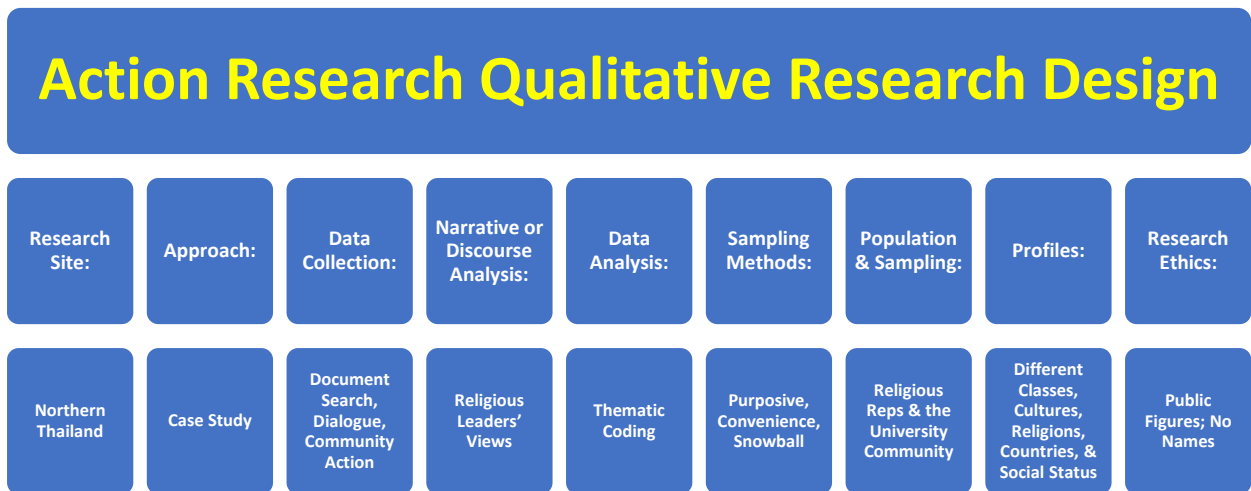 Action Research Qualitative Research Design
Research
Site:
Approach:
Data
Collection:
Narrative or
Discourse
Analysis:
Data
Analysis:
Sampling
Methods:
Population
& Sampling:
Profiles:
Research
Ethics:
Northern
Thailand
Case Study
Document
Search,
Dialogue,
Community
Action
Religious
Leaders’
Views
Thematic
Coding
Purposive,
Convenience,
Snowball
Religious
Reps & the
University
Community
Different
Classes,
Cultures,
Religions,
Countries, &
Social Status
Public
Figures; No
Names